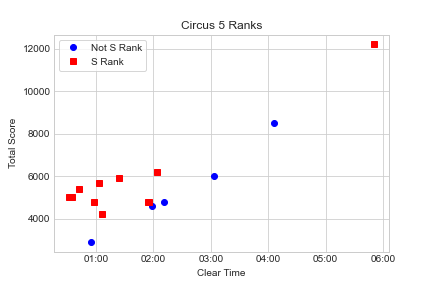 Circus 5 Ranks
Not S Rank
S Rank
12000
10000
8000
6000
4000
Total Score
01:00 02:00 03:00 04:00 05:00 06:00
Clear Time